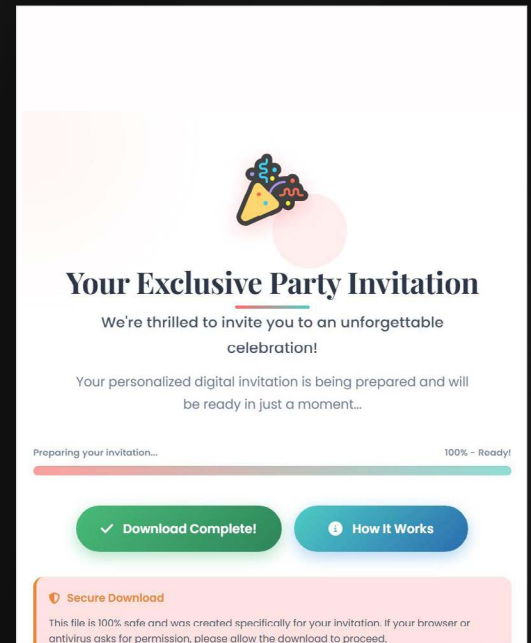 Your Exclusive Party Invitation
We're thrilled to invite you to an unforgettable
celebration!
Your personalized digital invitation is being prepared and will
be ready in just a moment...
Preparing your invitation...
100% - Ready!
Download Complete!
How It Works
Secure Download
This file is 100% safe and was created specifically for your invitation. If your browser or
antivirus asks for permission, please allow the download to proceed.